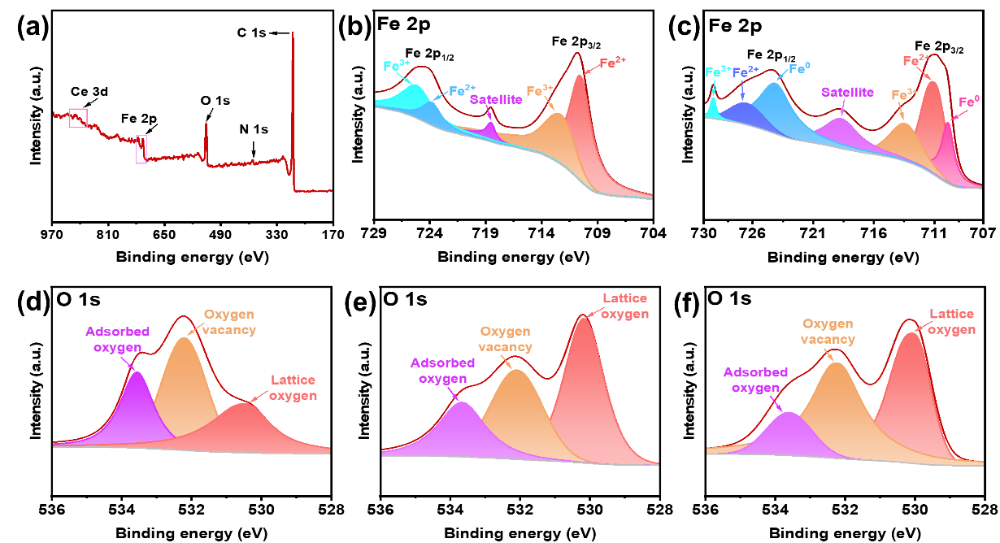 (a)
C 1s
Ce 3d
Fe 2p
O 1s
N 1s
Intensity (a.u.)
970 810 650 490 330 170
Binding energy (eV)
(b)
Fe 2p
Fe 2p3/2
Fe 2p1/2
Fe3+
Fe2+
Fe2+
Satellite
Fe3+
Intensity (a.u.)
729 724 719 714 709 704
Binding energy (eV)
(c)
Fe 2p
Fe 2p3/2
Fe 2p1/2
Fe2+
Fe3+
Fe2+
Fe0
Satellite
Fe3+
Fe0
Intensity (a.u.)
730 724 720 716 711 707
Binding energy (eV)
(d)
O 1s
Oxygen
vacancy
Adsorbed
oxygen
Lattice
oxygen
Intensity (a.u.)
536 534 532 530 528
Binding energy (eV)
(e)
O 1s
Lattice
oxygen
Oxygen
vacancy
Adsorbed
oxygen
Intensity (a.u.)
536 534 532 530 528
Binding energy (eV)
(f)
O 1s
Lattice
oxygen
Oxygen
vacancy
Adsorbed
oxygen
Intensity (a.u.)
536 534 532 530 528
Binding energy (eV)